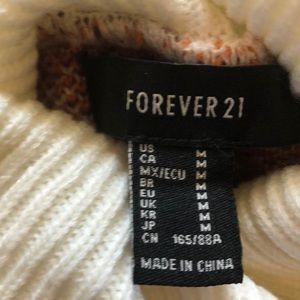 FOREVER 21
US M
CA M
MX/ECU M
BR M
EU M
UK M
KR M
JP M
CN 165/88A
MADE IN CHINA